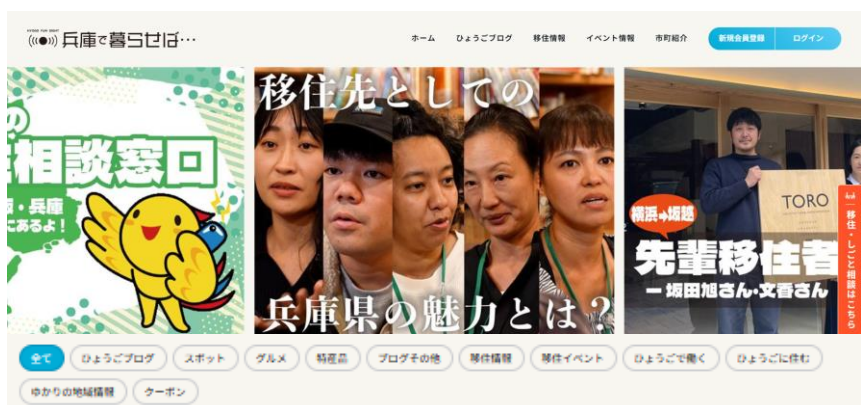 兵庫で暮らせば…
ホーム ひょうごブログ 移住情報 イベント情報 市町紹介 新規会員登録 ログイン
の
相談窓口
・兵庫
にあるよ！
移住先としての
兵庫県の魅力とは？
TORO
横浜→坂越
先輩移住者
ー坂田旭さん・文香さん
移住・しごと相談はこちら
全て ひょうごブログ スポット グルメ 特産品 ブログその他 移住情報 移住イベント ひょうごで働く ひょうごに住む
ゆかりの地域情報 クーポン